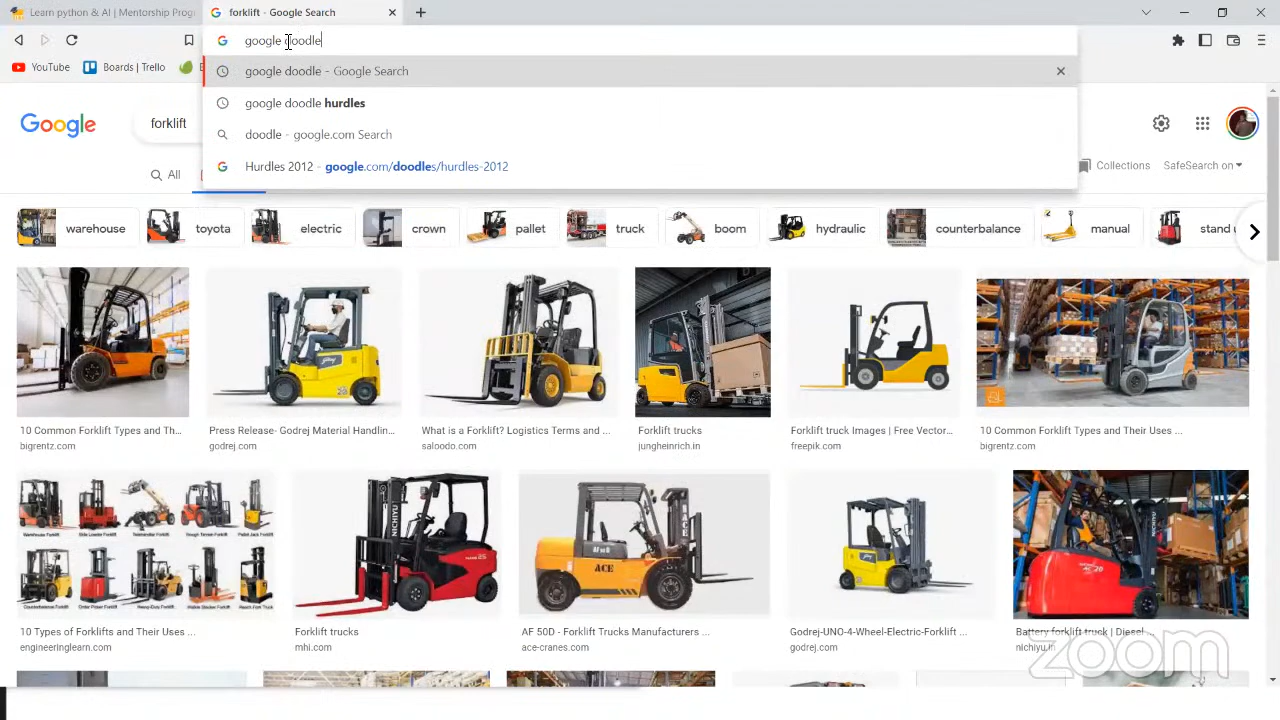 Learn python & AI | Mentorship Prog
forklift - Google Search
google doodle
YouTube
Boards | Trello
google doodle - Google Search
google doodle hurdles
doodle - google.com Search
Hurdles 2012 - google.com/doodles/hurdles-2012
Google
forklift
All
Collections
SafeSearch on
warehouse
toyota
electric
crown
pallet
truck
boom
hydraulic
counterbalance
manual
stand
10 Common Forklift Types and Th...
bigrentz.com
Press Release- Godrej Material Handlin...
godrej.com
What is a Forklift? Logistics Terms and ...
saloodo.com
Forklift trucks
jungheinrich.in
Forklift truck Images | Free Vector...
freepik.com
10 Common Forklift Types and Their Uses ...
bigrentz.com
NICHIYU
ACE
ACE
10 Types of Forklifts and Their Uses ...
engineeringlearn.com
Forklift trucks
mhi.com
AF 50D - Forklift Trucks Manufacturers ...
ace-cranes.com
Godrej-UNO-4-Wheel-Electric-Forklift ...
godrej.com
Battery forklift truck | Diesel ...
nichiyu.in
zoom